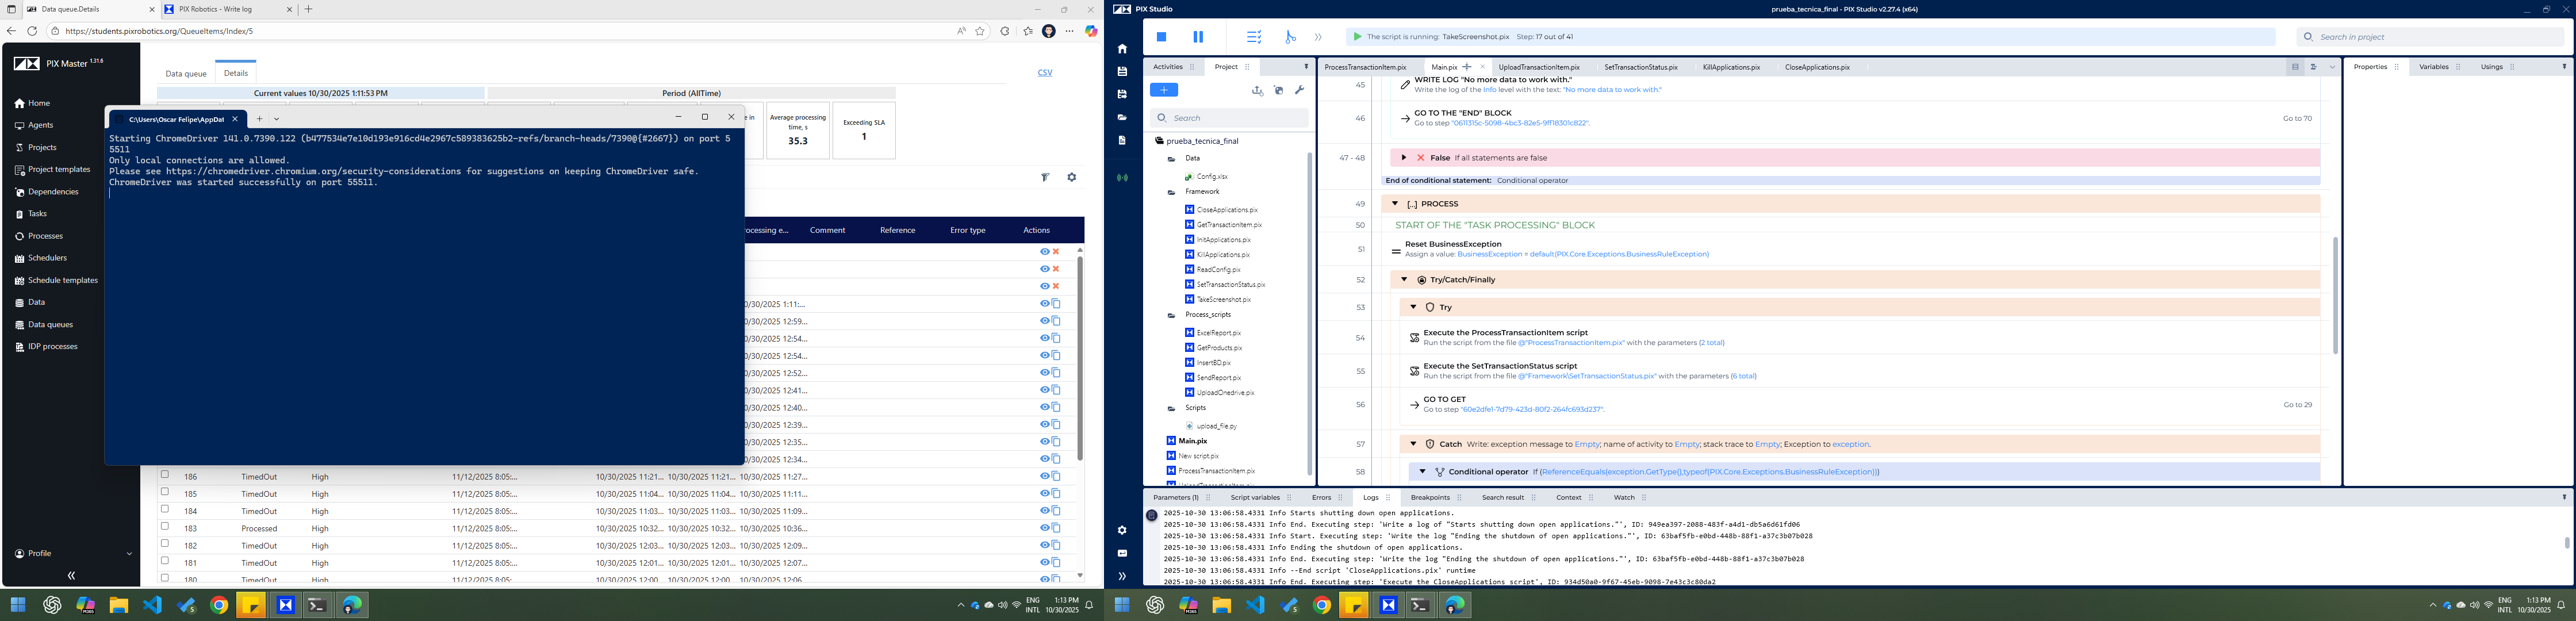 Data queue.Details
PIX Robotics - Write log
https://students.pixrobotics.org/QueueItems/Index/5
PIX Master 1.31.6
Home
Agents
Projects
Project templates
Dependencies
Tasks
Processes
Schedulers
Schedule templates
Data
Data queues
IDP processes
Profile
Data queue
Details
CSV
Current values 10/30/2025 1:11:53 PM
Period (AllTime)
Average processing time, s
35.3
Exceeding SLA
1
C:\Users\Oscar Felipe\AppDat
Starting ChromeDriver 141.0.7390.122 (b477534e7e10d193e916cd4e2967c589383625b2-refs/branch-heads/7390@{#2667}) on port 5
5511
Only local connections are allowed.
Please see https://chromedriver.chromium.org/security-considerations for suggestions on keeping ChromeDriver safe.
ChromeDriver was started successfully on port 55511.
rocessing e... Comment Reference Error type Actions
0/30/2025 1:11:...
0/30/2025 12:59...
0/30/2025 12:54...
0/30/2025 12:54...
0/30/2025 12:52...
0/30/2025 12:41...
0/30/2025 12:40...
0/30/2025 12:39...
0/30/2025 12:35...
0/30/2025 12:34...
186 TimedOut High 11/12/2025 8:05:... 10/30/2025 11:21... 10/30/2025 11:21... 10/30/2025 11:27...
185 TimedOut High 11/12/2025 8:05:... 10/30/2025 11:04... 10/30/2025 11:04... 10/30/2025 11:11...
184 TimedOut High 11/12/2025 8:05:... 10/30/2025 11:03... 10/30/2025 11:03... 10/30/2025 11:09...
183 Processed High 11/12/2025 8:05:... 10/30/2025 10:32... 10/30/2025 10:32... 10/30/2025 10:36...
182 TimedOut High 11/12/2025 8:05:... 10/30/2025 12:03... 10/30/2025 12:03... 10/30/2025 12:09...
181 TimedOut High 11/12/2025 8:05:... 10/30/2025 12:01... 10/30/2025 12:01... 10/30/2025 12:07...
180 TimedOut High 11/12/2025 8:05:... 10/30/2025 12:00... 10/30/2025 12:00... 10/30/2025 12:06...
ENG
INTL
1:13 PM
10/30/2025
PIX Studio
prueba_tecnica_final - PIX Studio v2.27.4 (x64)
The script is running: TakeScreenshot.pix Step: 17 out of 41
Search in project
Activities
Project
Search
prueba_tecnica_final
Data
Config.xlsx
Framework
CloseApplications.pix
GetTransactionItem.pix
InitApplications.pix
KillApplications.pix
ReadConfig.pix
SetTransactionStatus.pix
TakeScreenshot.pix
Process_scripts
ExcelReport.pix
GetProducts.pix
InsertBD.pix
SendReport.pix
UploadOnedrive.pix
Scripts
upload_file.py
Main.pix
New script.pix
ProcessTransactionItem.pix
UploadTransactionItem.pix
ProcessTransactionItem.pix
Main.pix
UploadTransactionItem.pix
SetTransactionStatus.pix
KillApplications.pix
CloseApplications.pix
45 WRITE LOG "No more data to work with."
Write the log of the Info level with the text: "No more data to work with."
46 GO TO THE "END" BLOCK
Go to step "0611315c-5098-4bc3-82e5-9ff18301c822". Go to 70
47 - 48 False If all statements are false
End of conditional statement: Conditional operator
49 [...] PROCESS
50 START OF THE "TASK PROCESSING" BLOCK
51 Reset BusinessException
Assign a value: BusinessException = default(PIX.Core.Exceptions.BusinessRuleException)
52 Try/Catch/Finally
53 Try
54 Execute the ProcessTransactionItem script
Run the script from the file @"ProcessTransactionItem.pix" with the parameters (2 total)
55 Execute the SetTransactionStatus script
Run the script from the file @"Framework\SetTransactionStatus.pix" with the parameters (6 total)
56 GO TO GET
Go to step "60e2dfe1-7d79-423d-80f2-264fc693d237". Go to 29
57 Catch Write: exception message to Empty; name of activity to Empty; stack trace to Empty; Exception to exception.
58 Conditional operator If (ReferenceEquals(exception.GetType(),typeof(PIX.Core.Exceptions.BusinessRuleException)))
Properties
Variables
Usings
Parameters (1)
Script variables
Errors
Logs
Breakpoints
Search result
Context
Watch
2025-10-30 13:06:58.4331 Info Starts shutting down open applications.
2025-10-30 13:06:58.4331 Info End. Executing step: 'Write a log of "Starts shutting down open applications."', ID: 949ea397-2088-483f-a4d1-db5a6d61fd06
2025-10-30 13:06:58.4331 Info Start. Executing step: 'Write the log "Ending the shutdown of open applications."', ID: 63baf5fb-e0bd-448b-88f1-a37c3b07b028
2025-10-30 13:06:58.4331 Info Ending the shutdown of open applications.
2025-10-30 13:06:58.4331 Info End. Executing step: 'Write the log "Ending the shutdown of open applications."', ID: 63baf5fb-e0bd-448b-88f1-a37c3b07b028
2025-10-30 13:06:58.4331 Info --End script 'CloseApplications.pix' runtime
2025-10-30 13:06:58.4331 Info End. Executing step: 'Execute the CloseApplications script', ID: 934d50a0-9f67-45eb-9098-7e43c3c80da2
ENG
INTL
1:13 PM
10/30/2025